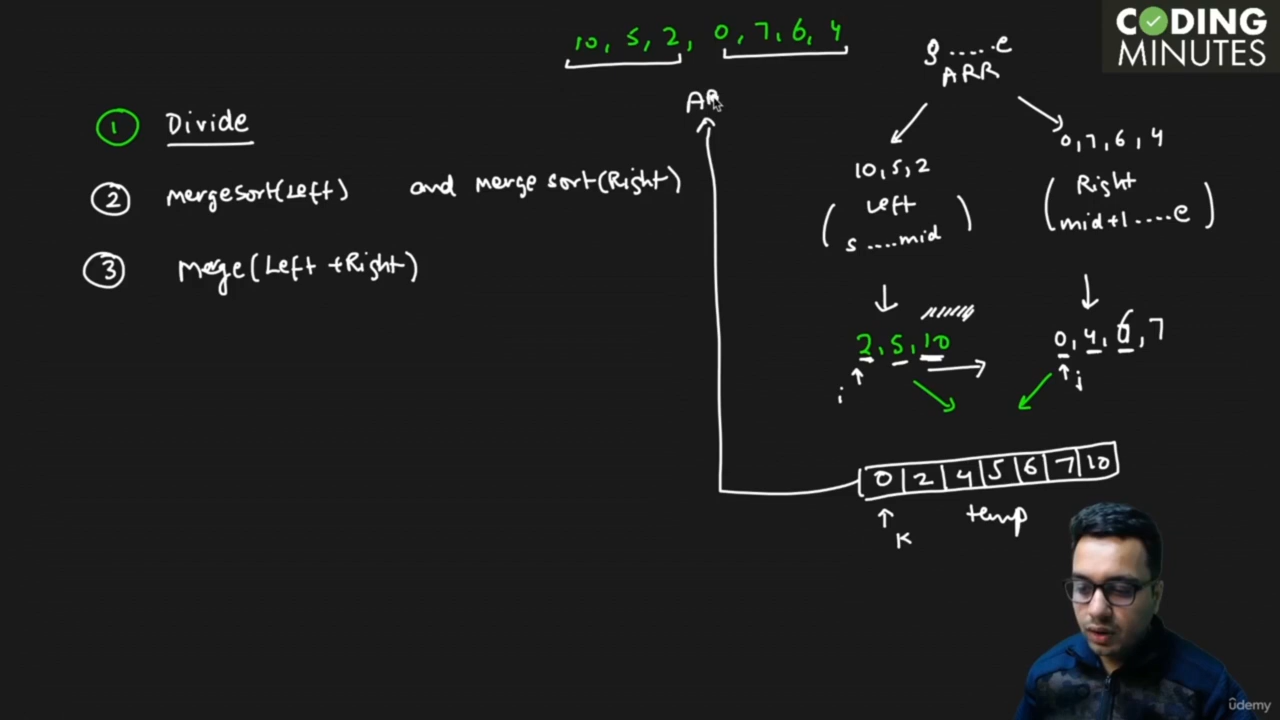 CODING
MINUTES
10, 5, 2, 0, 7, 6, 4
s.....e
ARR
AR
1 Divide
2 mergeSort(Left) and merge sort(Right)
3 Merge(Left + Right)
10, 5, 2
Left
s ....mid
0, 7, 6, 4
Right
mid+1 ....e
2, 5, 10
i
0, 4, 6, 7
j
0 2 4 5 6 7 10
K
temp
ûdemy